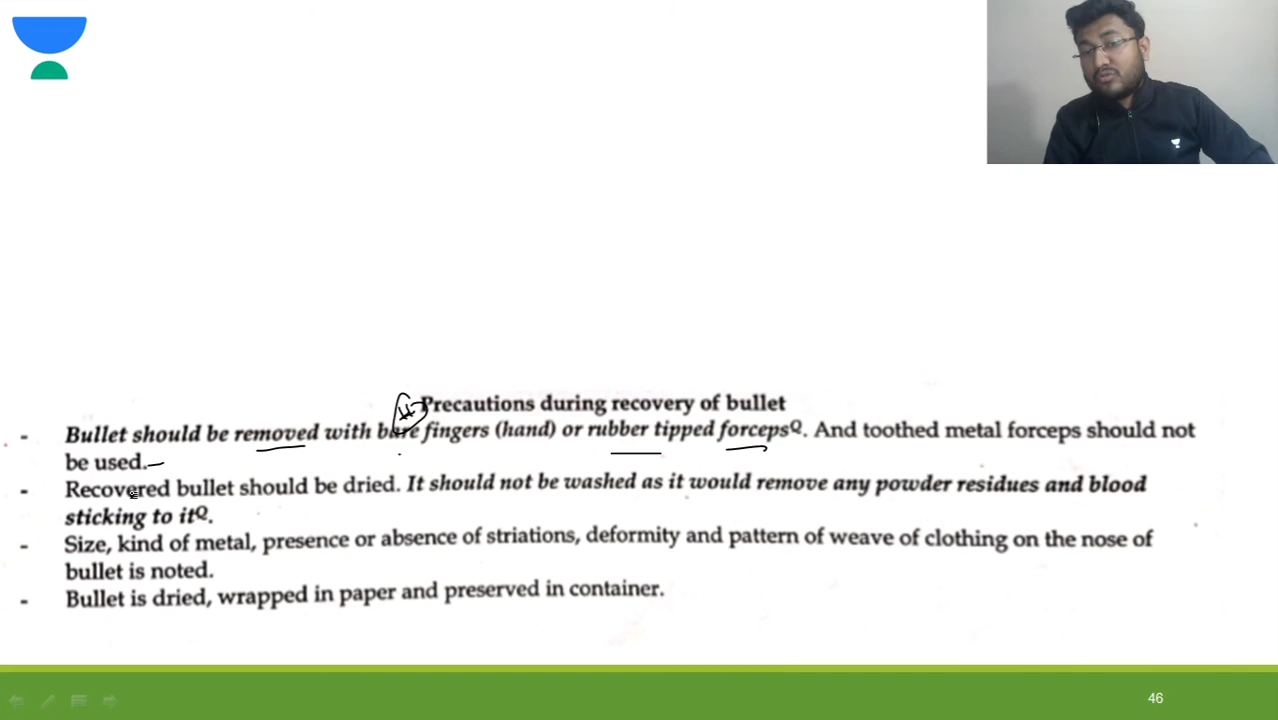 Precautions during recovery of bullet
- Bullet should be removed with bare fingers (hand) or rubber tipped forcepsQ. And toothed metal forceps should not
be used.
- Recovered bullet should be dried. It should not be washed as it would remove any powder residues and blood
sticking to itQ.
- Size, kind of metal, presence or absence of striations, deformity and pattern of weave of clothing on the nose of
bullet is noted.
- Bullet is dried, wrapped in paper and preserved in container.
46